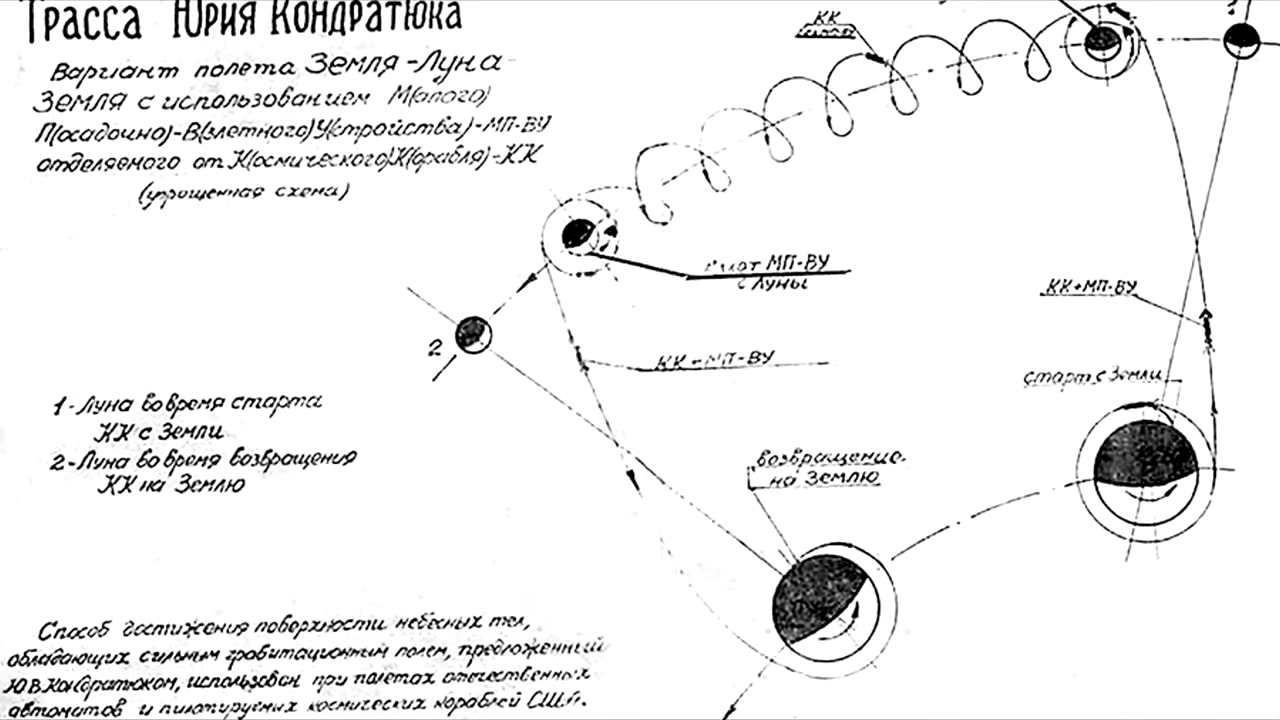 Трасса Юрия Кондратюка
Вариант полета Земля-Луна-
Земля с использованием М(алого)
П(осадочно)-В(злетного)У(стройства)-МП-ВУ
отделяемого от К(осмического)К(орабля)-КК
(упрощенная схема)
КК
Взлет МП-ВУ
с Луны
2
КК+МП-ВУ
КК+МП-ВУ
старт с Земли
1-Луна во время старта
КК с Земли
2-Луна во время возвращения
КК на Землю
возвращение
на Землю
Способ достижения поверхности небесных тел,
обладающих сильным гравитационным полем, предложенный
Ю.В.Кондратюком, использован при полетах отечественных
автоматов и пилотируемых космических кораблей США.